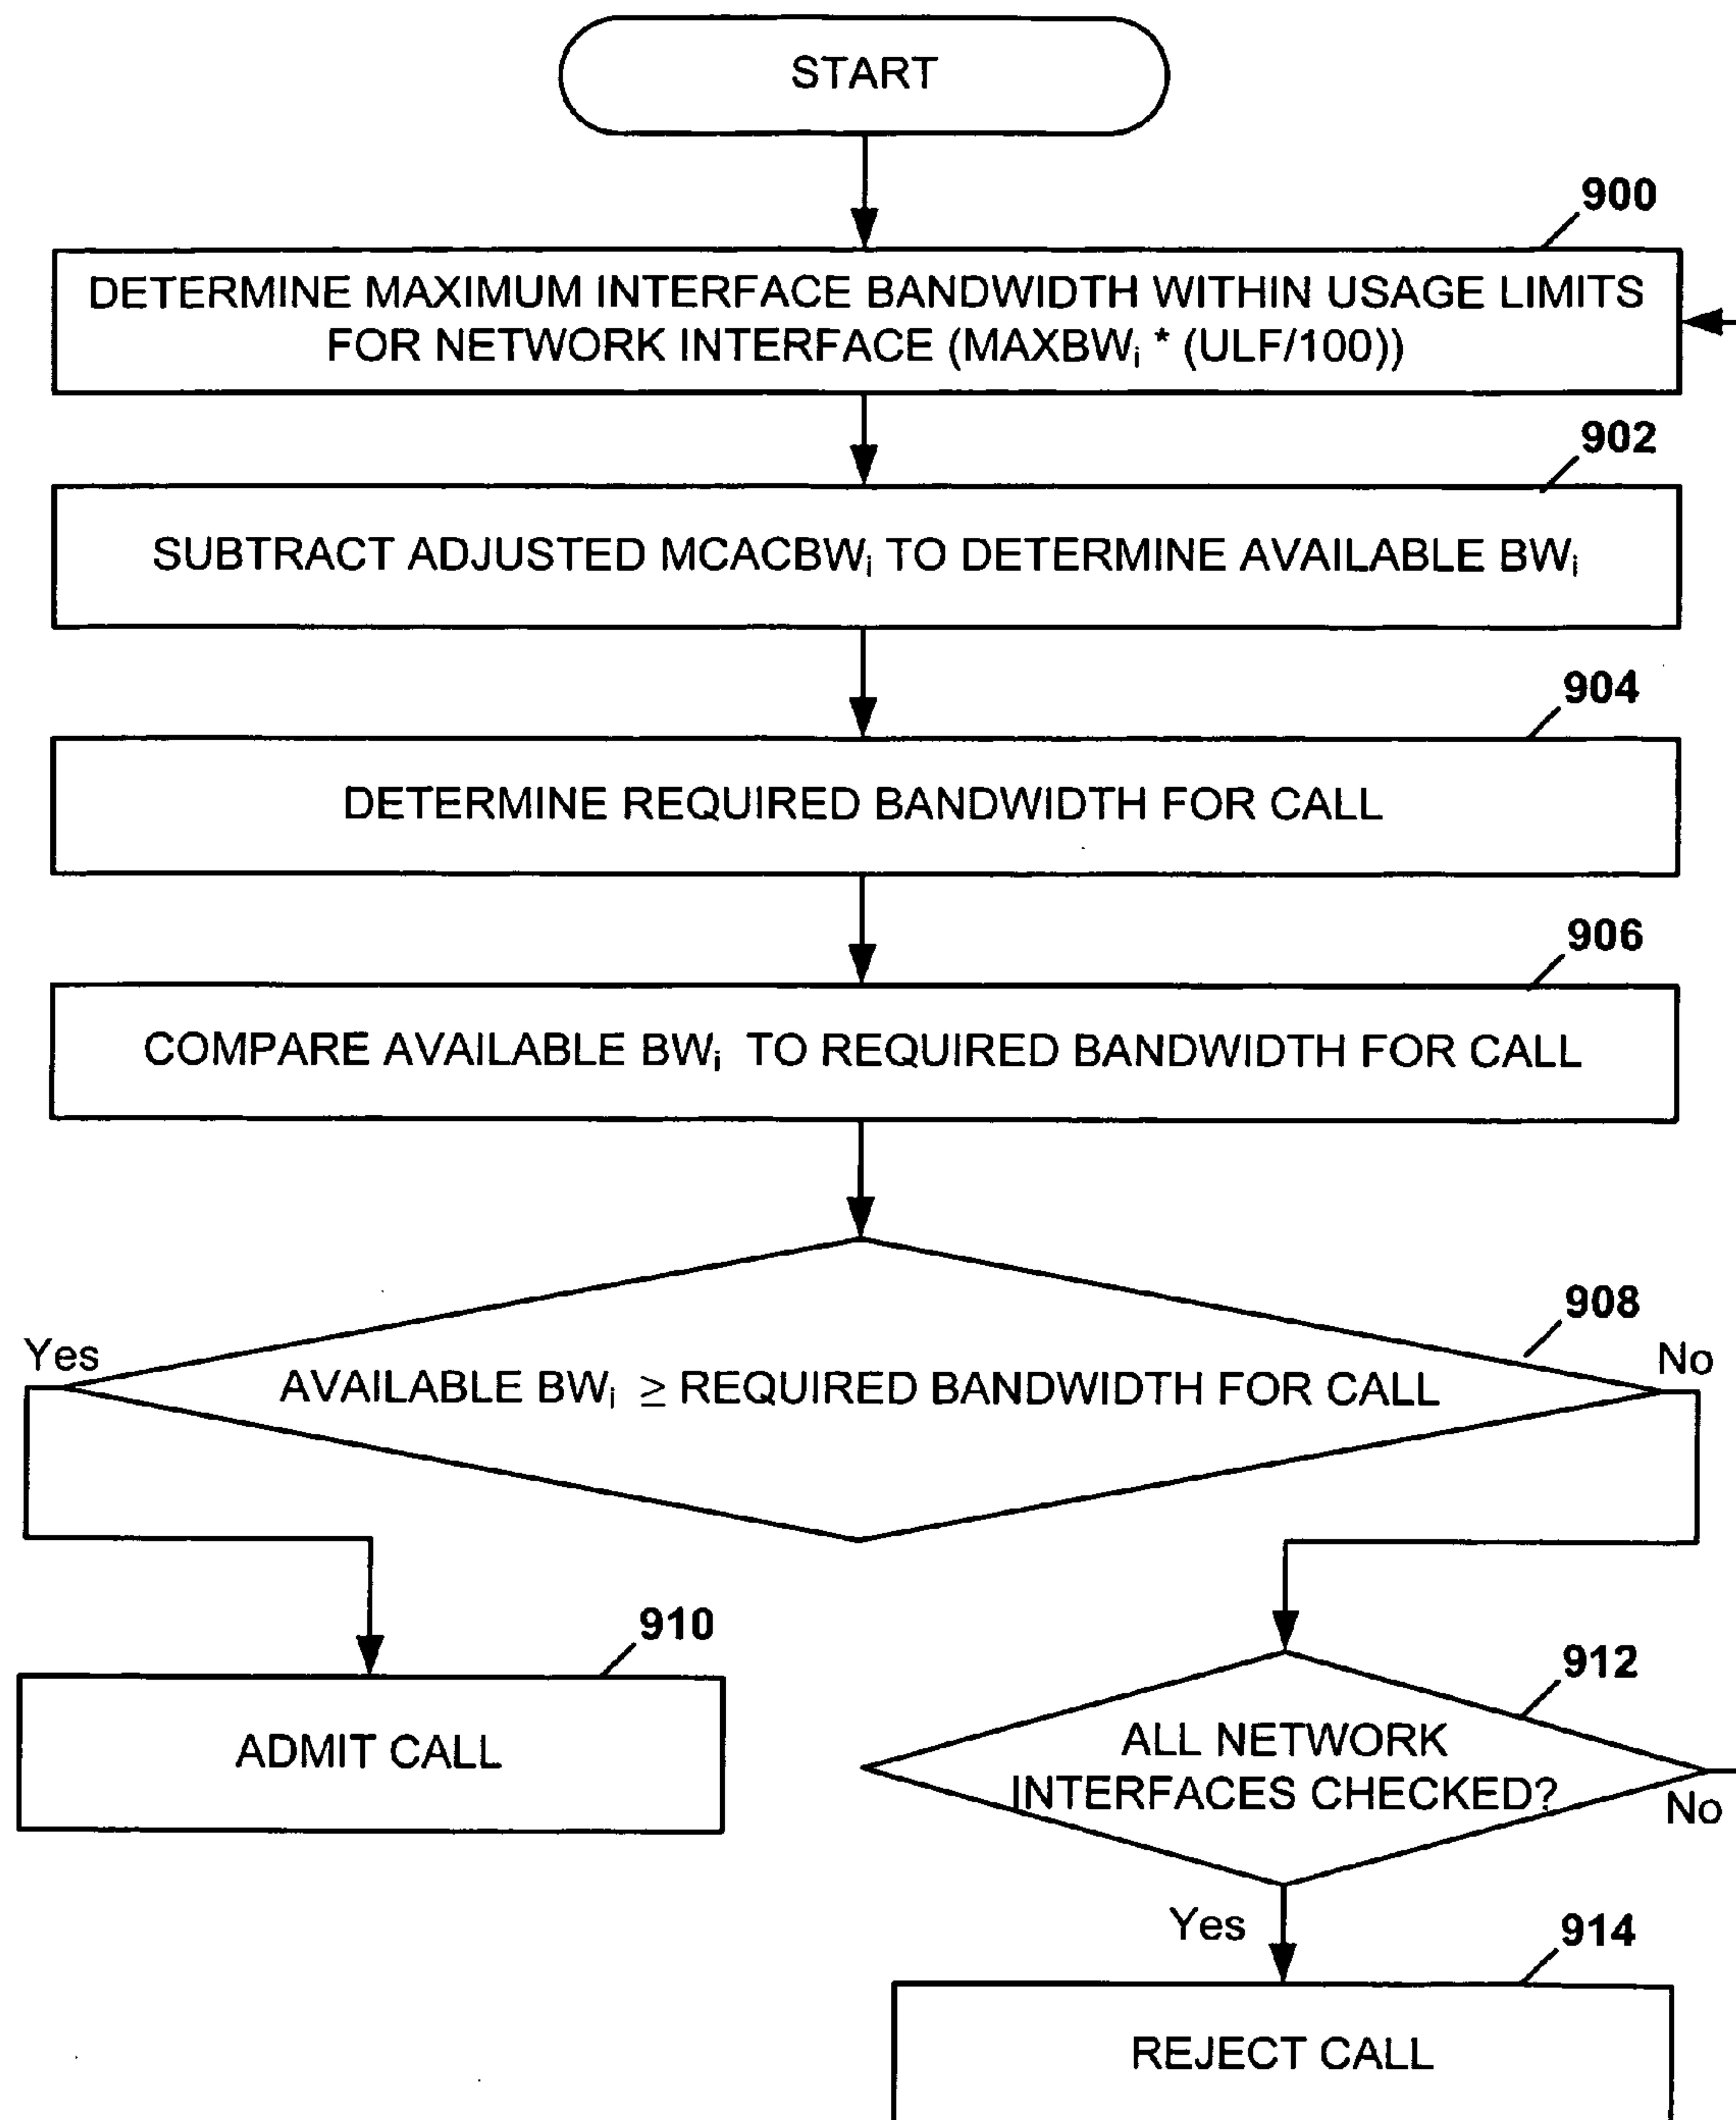 START
900
DETERMINE MAXIMUM INTERFACE BANDWIDTH WITHIN USAGE LIMITS
FOR NETWORK INTERFACE (MAXBWi * (ULF/100))
902
SUBTRACT ADJUSTED MCACBWi TO DETERMINE AVAILABLE BWi
904
DETERMINE REQUIRED BANDWIDTH FOR CALL
906
COMPARE AVAILABLE BWi TO REQUIRED BANDWIDTH FOR CALL
908
Yes
No
AVAILABLE BWi ≥ REQUIRED BANDWIDTH FOR CALL
910
ADMIT CALL
912
ALL NETWORK
INTERFACES CHECKED?
No
Yes
914
REJECT CALL